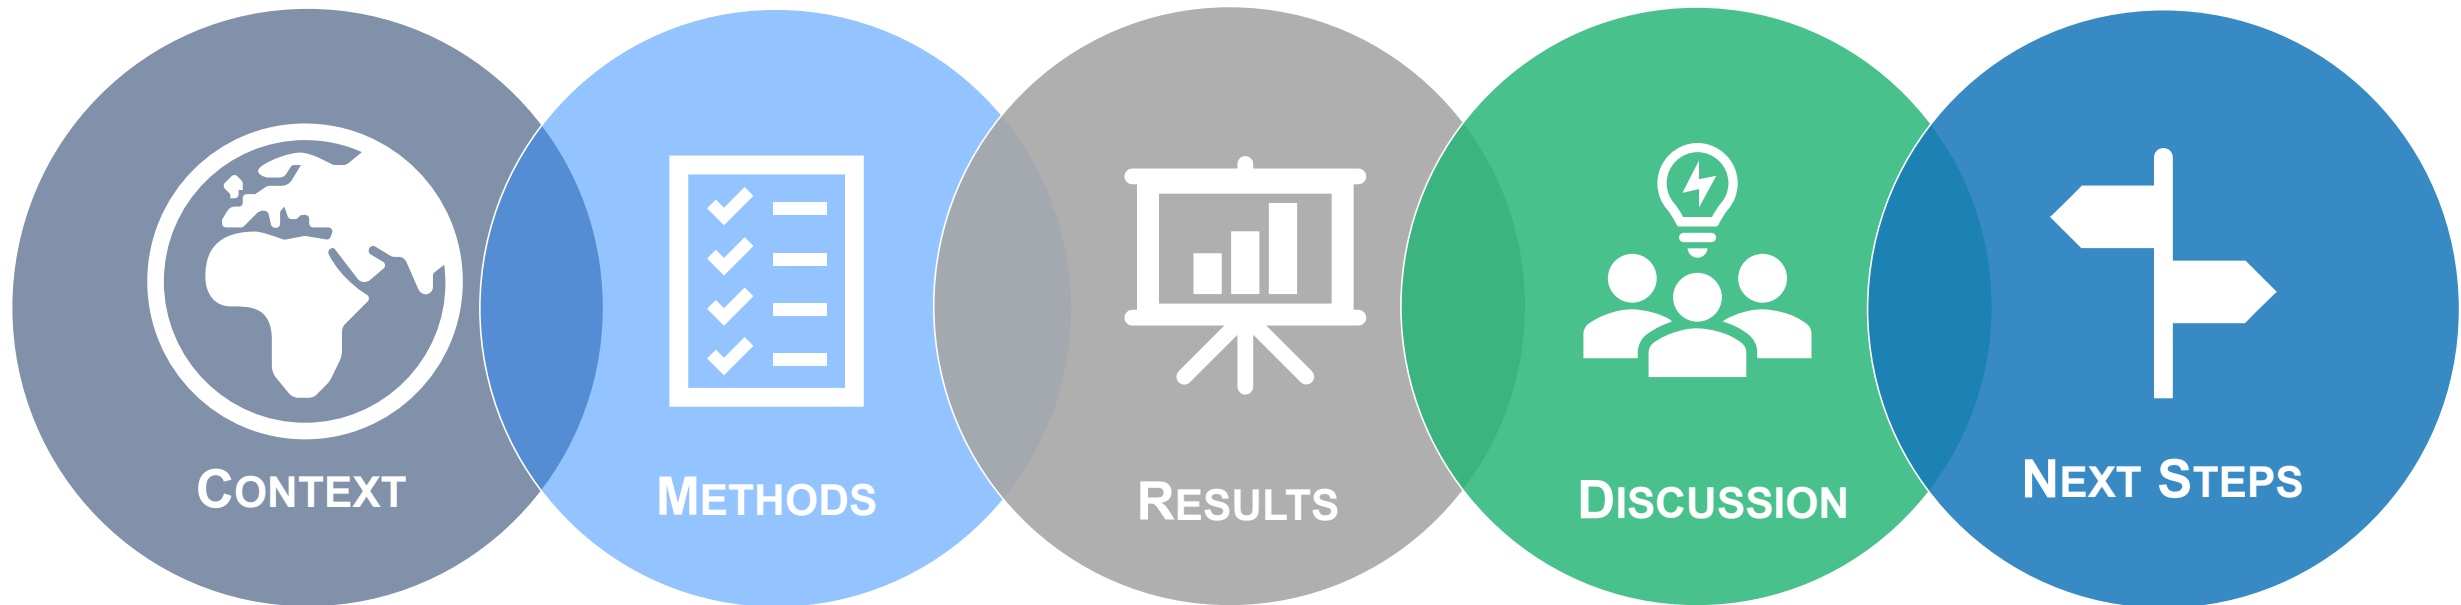 Context
Methods
Results
Discussion
Next Steps